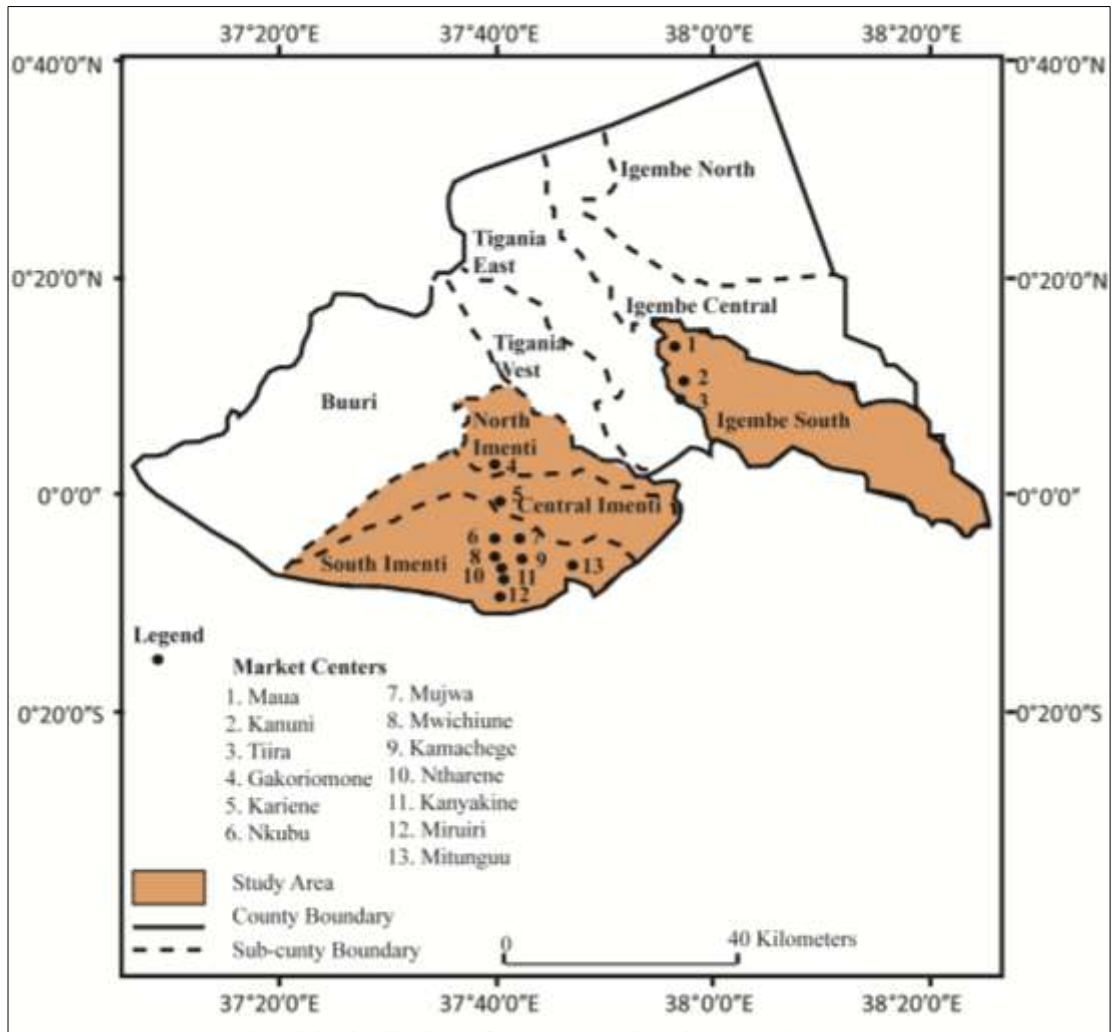 37°20'0"E 37°40'0"E 38°0'0"E 38°20'0"E
0°40'0"N 0°40'0"N
Igembe North
Tigania
East
0°20'0"N 0°20'0"N
Igembe Central
1
Tigania
West
2
Buuri
3
North
Imenti
Igembe South
4
0°0'0" 0°0'0"
5
Central Imenti
6 7
South Imenti
8 9
13
10 11
12
Legend
Market Centers
1. Maua
2. Kanuni
3. Tiira
4. Gakoriomone
5. Kariene
6. Nkubu
7. Mujwa
8. Mwichiune
9. Kamachege
10. Ntharene
11. Kanyakine
12. Miruiri
13. Mitunguu
0°20'0"S 0°20'0"S
Study Area
County Boundary
Sub-cunty Boundary
0 40 Kilometers
37°20'0"E 37°40'0"E 38°0'0"E 38°20'0"E